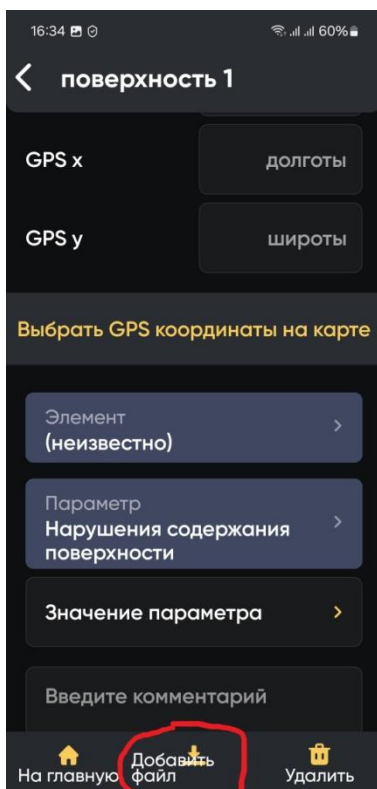 16:34 60%
поверхность 1
GPS x долготы
GPS y широты
Выбрать GPS координаты на карте
Элемент
(неизвестно)
Параметр
Нарушения содержания
поверхности
Значение параметра
Введите комментарий
На главную Добавить файл Удалить